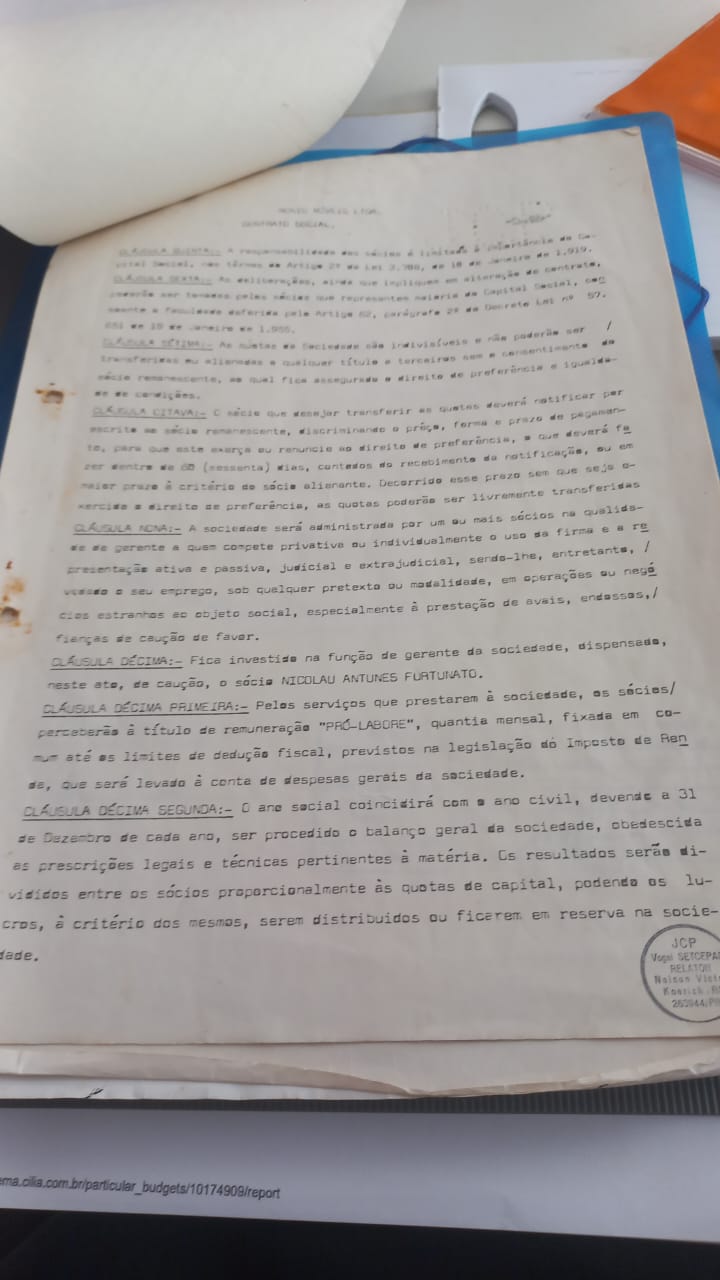 MÓVEIS LTDA.
CONTRATO SOCIAL.
CLÁUSULA QUINTA:- A responsabilidade dos sócios é limitada à importância do Ca-
pital Social, nos têrmos do Artigo 2º da Lei 3.708, de 10 de Janeiro de 1.919.
CLÁUSULA SEXTA:- As deliberações, ainda que impliquem em alteração de contrato,
poderão ser tomadas pelos sócios que representem maioria do Capital Social, con
soante a faculdade deferida pelo Artigo 62, parágrafo 2º do Decreto Lei nº 57.
651 de 19 de Janeiro de 1.966.
CLÁUSULA SÉTIMA:- As quotas da Sociedade são indivisíveis e não poderão ser /
transferidas ou alienadas a qualquer título a terceiros sem o consentimento do
sócio remanescente, ao qual fica assegurado o direito de preferência e igualda-
de de condições.
CLÁUSULA OITAVA:- O sócio que desejar transferir as quotas deverá notificar por
escrito ao sócio remanescente, discriminando o prêço, forma e prazo de pagamen-
to, para que este exerça ou renuncie ao direito de preferência, o que deverá fa
zer dentro de 60 (sessenta) dias, contados do recebimento da notificação, ou em
maior prazo à critério do sócio alienante. Decorrido esse prazo sem que seja e-
xercido o direito de preferência, as quotas poderão ser livremente transferidas
CLÁUSULA NONA:- A sociedade será administrada por um ou mais sócios na qualida-
de de gerente a quem compete privativa ou individualmente o uso da firma e a re
presentação ativa e passiva, judicial e extrajudicial, sendo-lhe, entretanto, /
vedado o seu emprego, sob qualquer pretexto ou modalidade, em operações ou negó
cios estranhos ao objeto social, especialmente à prestação de avais, endossos,/
fianças de caução de favor.
CLÁUSULA DÉCIMA:- Fica investido na função de gerente da sociedade, dispensado,
neste ato, de caução, o sócio NICOLAU ANTUNES FURTUNATO.
CLÁUSULA DÉCIMA PRIMEIRA:- Pelos serviços que prestarem à sociedade, os sócios/
perceberão à título de remuneração "PRÓ-LABORE", quantia mensal, fixada em co-
mum até os limites de dedução fiscal, previstos na legislação do Imposto de Ren
da, que será levado à conta de despesas gerais da sociedade.
CLÁUSULA DÉCIMA SEGUNDA:- O ano social coincidirá com o ano civil, devendo a 31
de Dezembro de cada ano, ser procedido o balanço geral da sociedade, obedescida
as prescrições legais e técnicas pertinentes à matéria. Os resultados serão di-
vididos entre os sócios proporcionalmente às quotas de capital, podendo os lu-
cros, à critério dos mesmos, serem distribuidos ou ficarem em reserva na socie-
dade.
JCP
Vogal SETCEPAR
RELATOR
Nelson
263944/PR
ema.cilia.com.br/particular_budgets/10174909/report